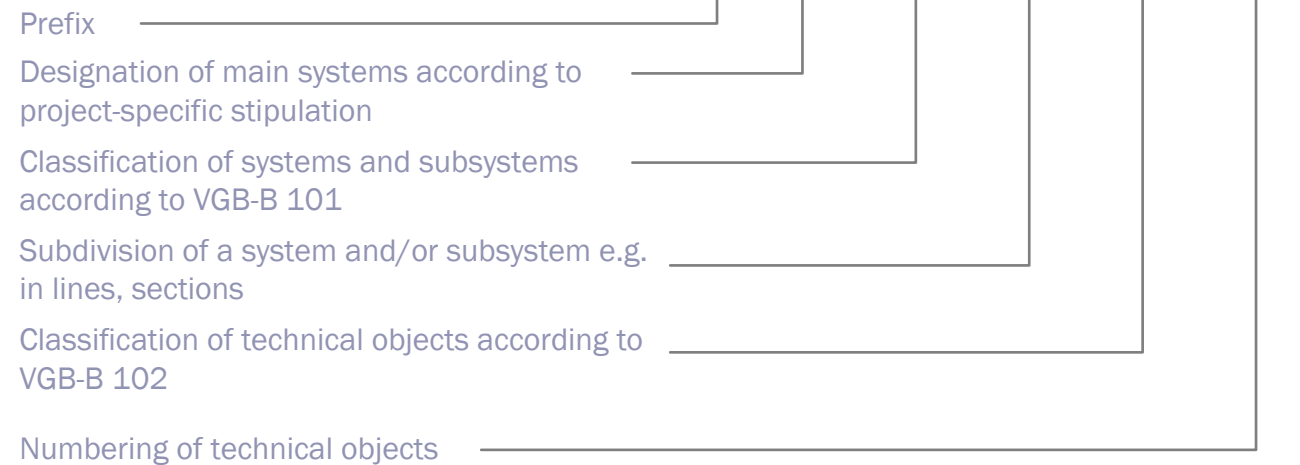 Prefix
Designation of main systems according to
project-specific stipulation
Classification of systems and subsystems
according to VGB-B 101
Subdivision of a system and/or subsystem e.g.
in lines, sections
Classification of technical objects according to
VGB-B 102
Numbering of technical objects